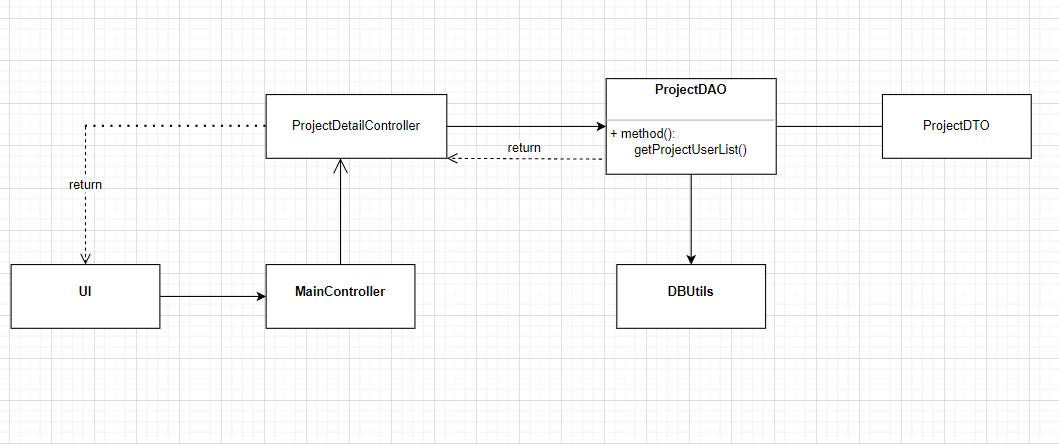 ProjectDetailController
ProjectDAO
+ method():
getProjectUserList()
ProjectDTO
return
return
UI
MainController
DBUtils